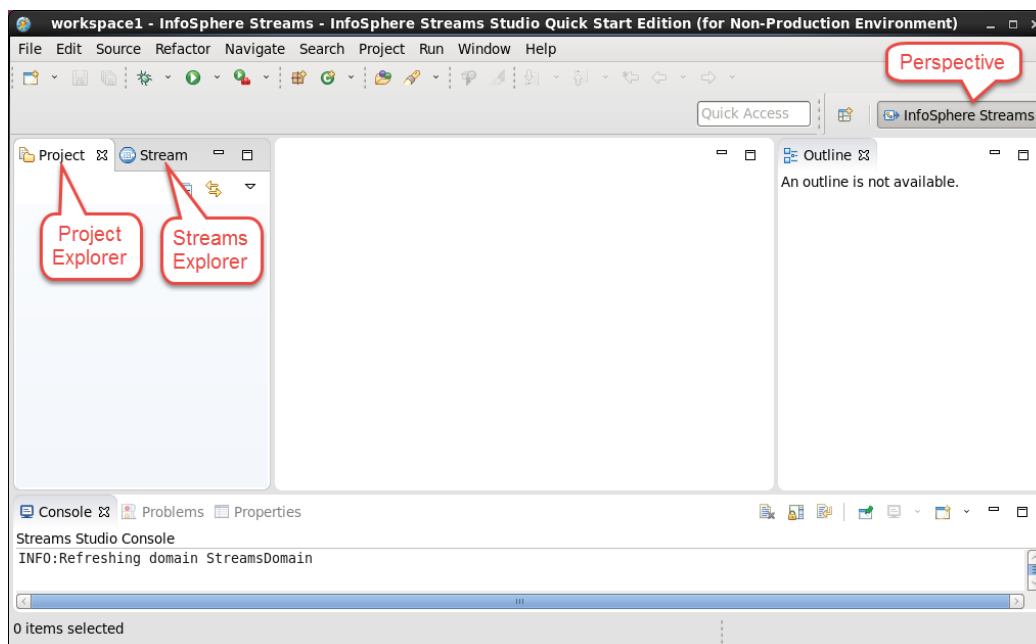 workspace1 - InfoSphere Streams - InfoSphere Streams Studio Quick Start Edition (for Non-Production Environment)
File Edit Source Refactor Navigate Search Project Run Window Help
Perspective
Quick Access
InfoSphere Streams
Project
Stream
Outline
An outline is not available.
Project
Explorer
Streams
Explorer
Console
Problems
Properties
Streams Studio Console
INFO:Refreshing domain StreamsDomain
0 items selected